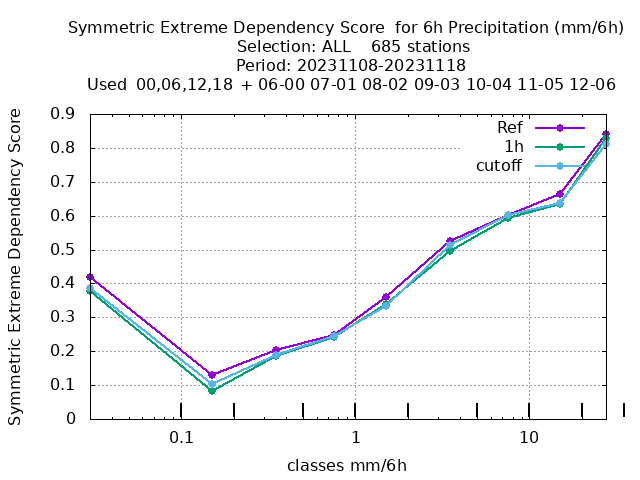 Symmetric Extreme Dependency Score  for 6h Precipitation (mm/6h)
Selection: ALL    685 stations
Period: 20231108-20231118
Used  00,06,12,18  + 06-00 07-01 08-02 09-03 10-04 11-05 12-06
Symmetric Extreme Dependency Score
0.9
0.8
0.7
0.6
0.5
0.4
0.3
0.2
0.1
0
Ref
1h
cutoff
0.1
1
10
classes mm/6h